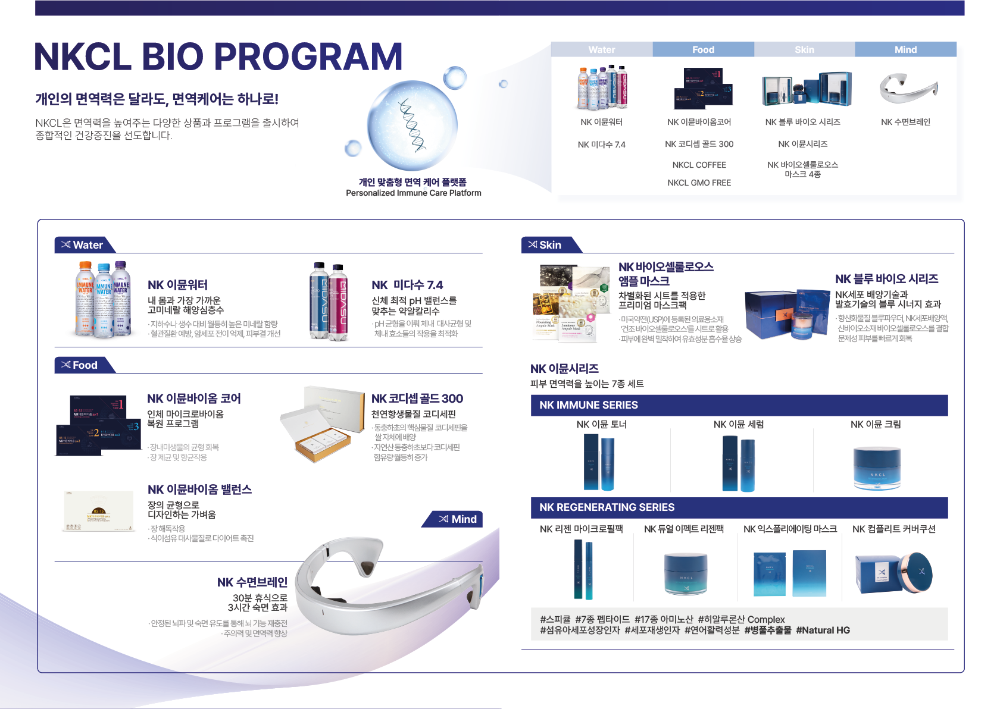 NKCL BIO PROGRAM
개인의 면역력은 달라도, 면역케어는 하나로!
NKCL은 면역력을 높여주는 다양한 상품과 프로그램을 출시하여
종합적인 건강증진을 선도합니다.
개인 맞춤형 면역 케어 플랫폼
Personalized Immune Care Platform
Water
Food
Skin
Mind
NK 이뮨워터
NK 이뮨바이옴코어
NK 블루 바이오 시리즈
NK 수면브레인
NK 미다수 7.4
NK 코디셉 골드 300
NK 이뮨시리즈
NKCL COFFEE
NK 바이오셀룰로오스
마스크 4종
NKCL GMO FREE
Water
IMMUNE
WATER
NK 이뮨워터
내 몸과 가장 가까운
고미네랄 해양심층수
· 지하수나 생수 대비 월등히 높은 미네랄 함량
· 혈관질환 예방, 암세포 전이 억제, 피부결 개선
MIDASU
NK 미다수 7.4
신체 최적 pH 밸런스를
맞추는 약알칼리수
· pH 균형을 이뤄 체내 대사균형 및
체내 효소들의 작용을 최적화
Food
NK 이뮨바이옴 코어
인체 마이크로바이옴
복원 프로그램
· 장내미생물의 균형 회복
· 장 제균 및 항균작용
NK 코디셉 골드 300
천연항생물질 코디세핀
· 동충하초의 핵심물질 코디세핀을
쌀 자체에 배양
· 자연산 동충하초보다 코디세핀
함유량 월등히 증가
NK 이뮨바이옴 밸런스
장의 균형으로
디자인하는 가벼움
· 장 해독작용
· 식이섬유 대사물질로 다이어트 촉진
Mind
NK 수면브레인
30분 휴식으로
3시간 숙면 효과
· 안정된 뇌파 및 숙면 유도를 통해 뇌 기능 재충전
· 주의력 및 면역력 향상
Skin
Nourishing
Ampule Mask
Luminous
Ampule Mask
NK 바이오셀룰로오스
앰플 마스크
차별화된 시트를 적용한
프리미엄 마스크팩
· 미국약전(USP)에 등록된 의료용소재
'건조 바이오셀룰로오스'를 시트로 활용
· 피부에 완벽 밀착하여 유효성분 흡수율 상승
NK 블루 바이오 시리즈
NK세포 배양기술과
발효기술의 블루 시너지 효과
· 항산화물질 블루파우더, NK세포배양액,
신바이오소재 바이오셀룰로오스를 결합
문제성 피부를 빠르게 회복
NK 이뮨시리즈
피부 면역력을 높이는 7종 세트
NK IMMUNE SERIES
NK 이뮨 토너
NK 이뮨 세럼
NK 이뮨 크림
NKCL
NK REGENERATING SERIES
NK 리젠 마이크로필팩
NK 듀얼 이펙트 리젠팩
NK 익스폴리에이팅 마스크
NK 컴플리트 커버쿠션
NKCL
#스피큘 #7종 펩타이드 #17종 아미노산 #히알루론산 Complex
#섬유아세포성장인자 #세포재생인자 #연어활력성분 #병풀추출물 #Natural HG